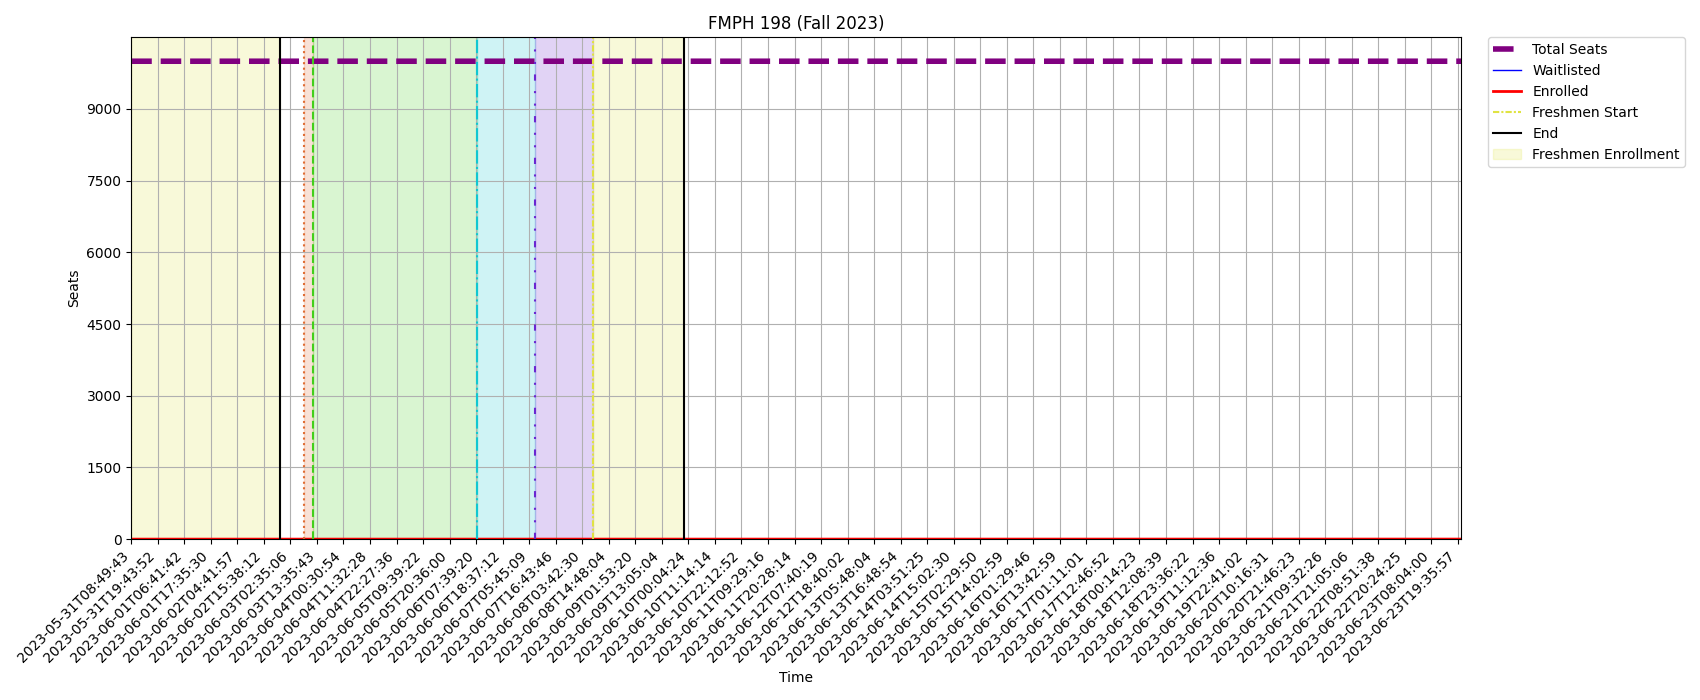 FMPH 198 (Fall 2023)
Total Seats
Waitlisted
Enrolled
Freshmen Start
End
Freshmen Enrollment
Seats
9000
7500
6000
4500
3000
1500
0
2023-05-31T08:49:43
2023-05-31T19:43:52
2023-06-01T06:41:42
2023-06-01T17:35:30
2023-06-02T04:41:57
2023-06-02T15:38:12
2023-06-03T02:35:06
2023-06-03T13:35:43
2023-06-04T00:30:54
2023-06-04T11:32:28
2023-06-04T22:27:36
2023-06-05T09:39:22
2023-06-05T20:36:00
2023-06-06T07:39:20
2023-06-06T18:37:12
2023-06-07T05:45:09
2023-06-07T16:43:46
2023-06-08T03:42:30
2023-06-08T14:48:04
2023-06-09T01:53:20
2023-06-09T13:05:04
2023-06-10T00:04:24
2023-06-10T11:14:14
2023-06-10T22:12:52
2023-06-11T09:29:16
2023-06-11T20:28:14
2023-06-12T07:40:19
2023-06-12T18:40:02
2023-06-13T05:48:04
2023-06-13T16:48:54
2023-06-14T03:51:25
2023-06-14T15:02:30
2023-06-15T02:29:50
2023-06-15T14:02:59
2023-06-16T01:29:46
2023-06-16T13:42:59
2023-06-17T01:11:01
2023-06-17T12:46:52
2023-06-18T00:14:23
2023-06-18T12:08:39
2023-06-18T23:36:22
2023-06-19T11:12:36
2023-06-19T22:41:02
2023-06-20T10:16:31
2023-06-20T21:46:23
2023-06-21T09:32:26
2023-06-21T21:05:06
2023-06-22T08:51:38
2023-06-22T20:24:25
2023-06-23T08:04:00
2023-06-23T19:35:57
Time